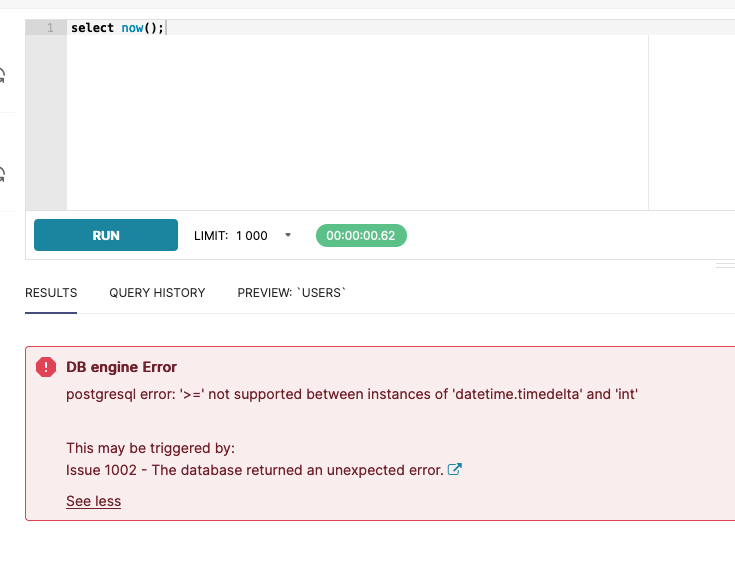 1 select now();
RUN LIMIT: 1 000 00:00:00.62
RESULTS QUERY HISTORY PREVIEW: `USERS`
DB engine Error
postgresql error: '>=' not supported between instances of 'datetime.timedelta' and 'int'
This may be triggered by:
Issue 1002 - The database returned an unexpected error.
See less